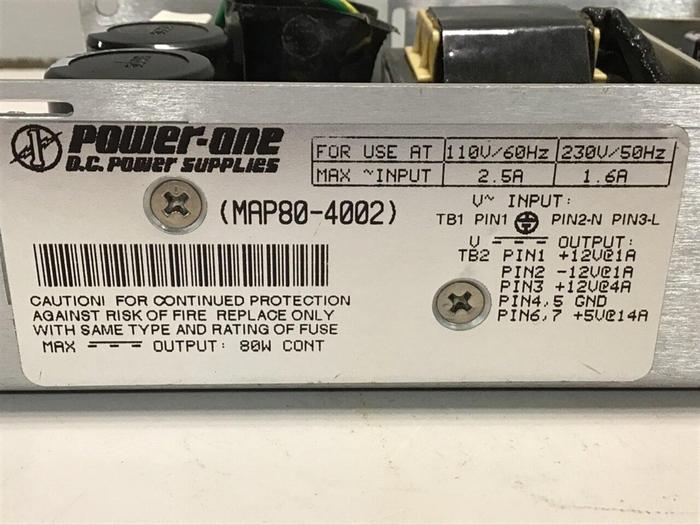 POWER-ONE
D.C. POWER SUPPLIES
FOR USE AT 110V/60Hz 230V/50Hz
MAX ~INPUT 2.5A 1.6A
(MAP80-4002)
V~ INPUT:
TB1 PIN1 PIN2-N PIN3-L
V OUTPUT:
TB2 PIN1 +12V@1A
PIN2 -12V@1A
PIN3 +12V@4A
PIN4,5 GND
PIN6,7 +5V@14A
CAUTION! FOR CONTINUED PROTECTION
AGAINST RISK OF FIRE REPLACE ONLY
WITH SAME TYPE AND RATING OF FUSE
MAX OUTPUT: 80W CONT